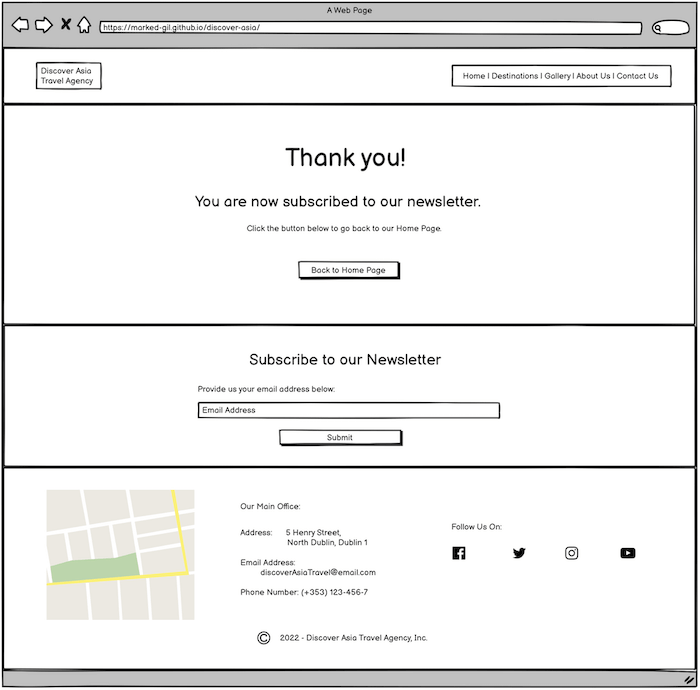 A Web Page
https://marked-gil.github.io/discover-asia/
Discover Asia
Travel Agency
Home | Destinations | Gallery | About Us | Contact Us
Thank you!
You are now subscribed to our newsletter.
Click the button below to go back to our Home Page.
Back to Home Page
Subscribe to our Newsletter
Provide us your email address below:
Email Address
Submit
Our Main Office:
Address: 5 Henry Street,
North Dublin, Dublin 1
Email Address:
discoverAsiaTravel@email.com
Phone Number: (+353) 123-456-7
Follow Us On:
© 2022 - Discover Asia Travel Agency, Inc.